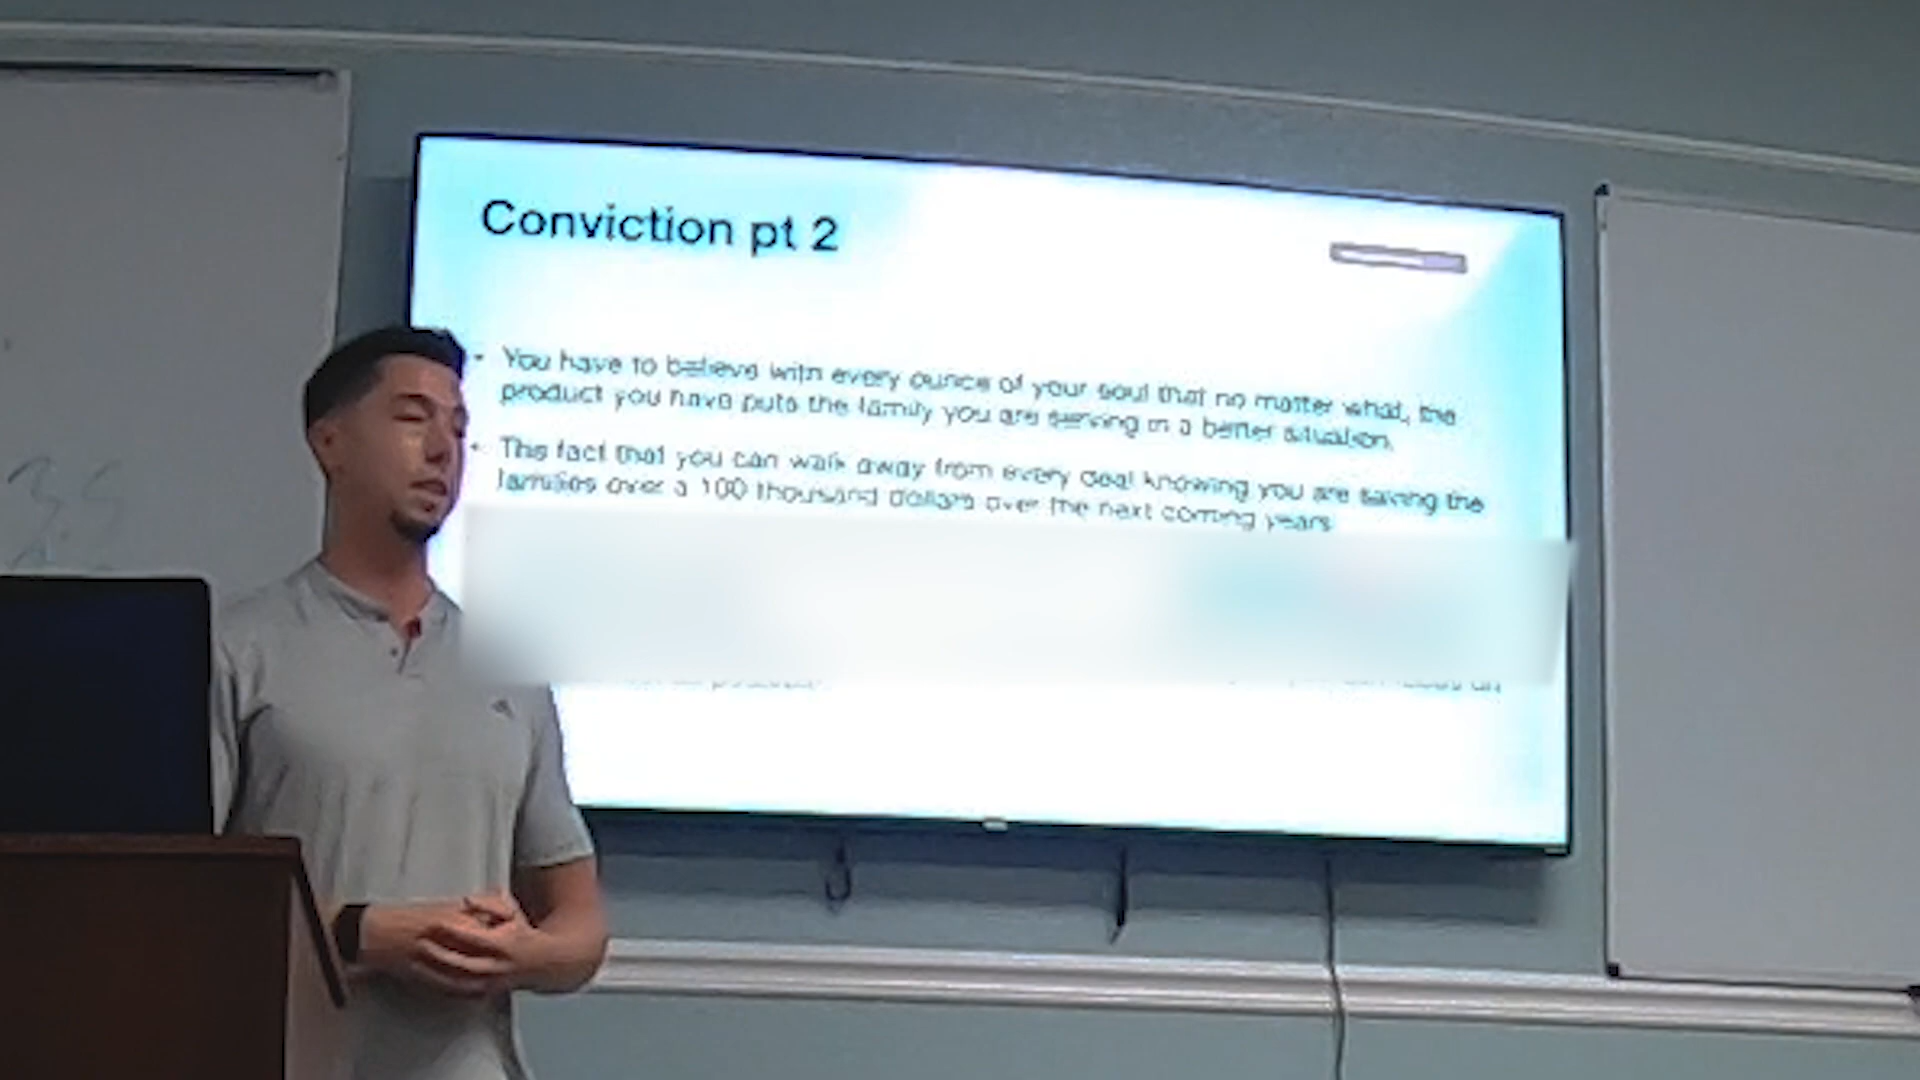 Conviction pt 2
You have to believe with every ounce of your soul that no matter what, the
product you have puts the family you are serving in a better situation.
The fact that you can walk away from every deal knowing you are saving the
families over a 100 thousand dollars over the next coming years